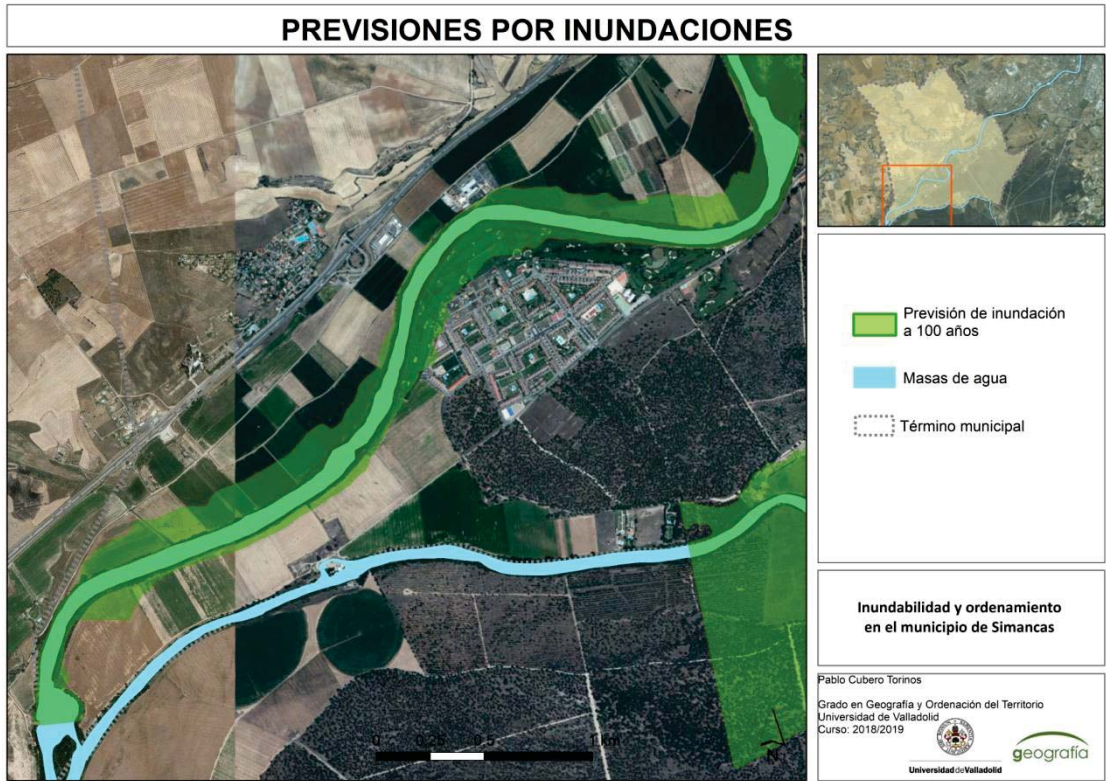 PREVISIONES POR INUNDACIONES
Previsión de inundación
a 100 años
Masas de agua
Término municipal
Inundabilidad y ordenamiento
en el municipio de Simancas
Pablo Cubero Torinos
Grado en Geografía y Ordenación del Territorio
Universidad de Valladolid
Curso: 2018/2019
Universidad de Valladolid
geografía
0
0,5
1 km
N